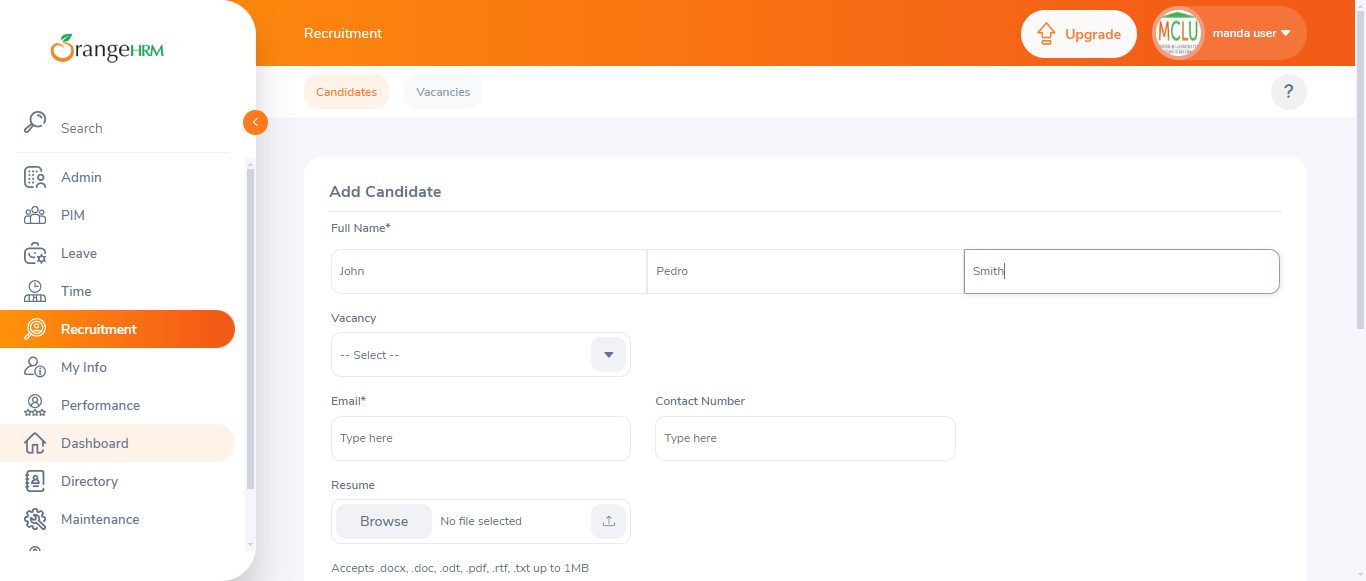 OrangeHRM
Search
Admin
PIM
Leave
Time
Recruitment
My Info
Performance
Dashboard
Directory
Maintenance
Recruitment
Upgrade
MCLU
manda user
Candidates
Vacancies
?
Add Candidate
Full Name*
John
Pedro
Smith
Vacancy
-- Select --
Email*
Contact Number
Type here
Type here
Resume
Browse
No file selected
Accepts .docx, .doc, .odt, .pdf, .rtf, .txt up to 1MB